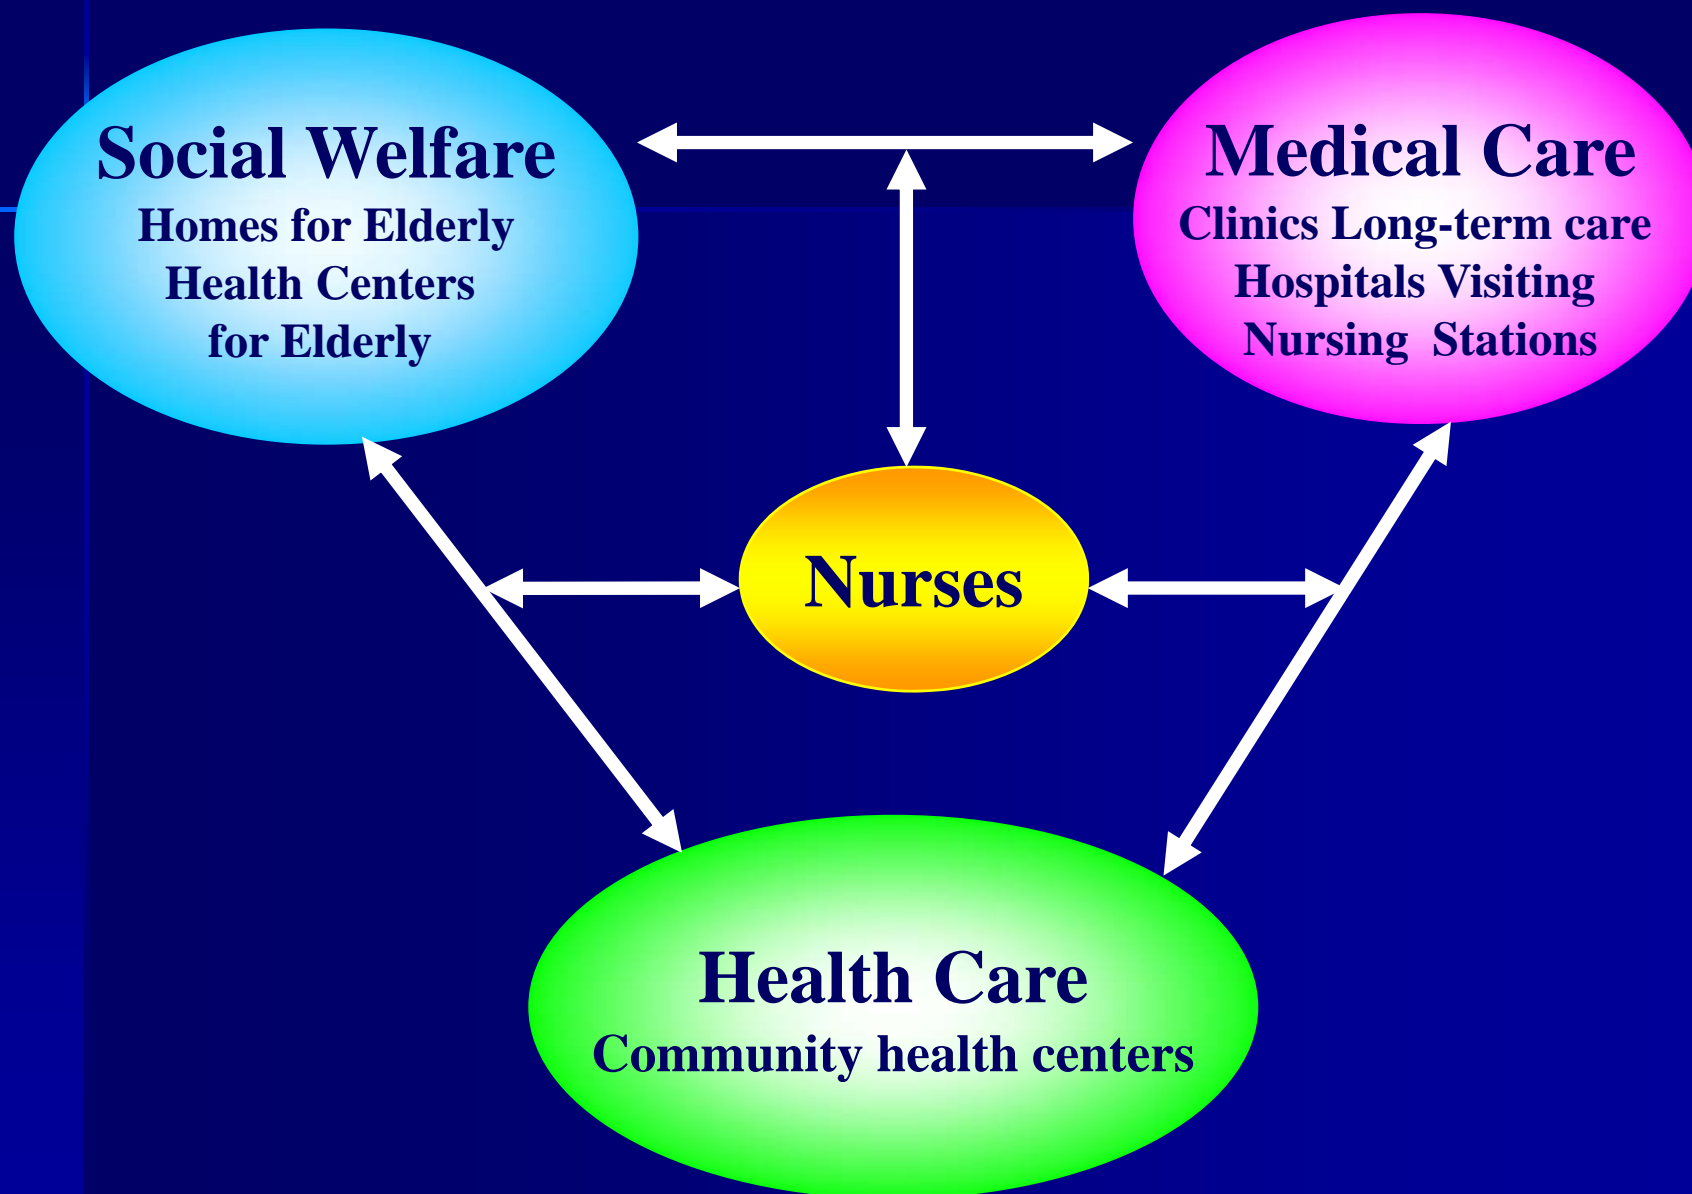 Social Welfare
Homes for Elderly
Health Centers
for Elderly
Medical Care
Clinics Long-term care
Hospitals Visiting
Nursing Stations
Nurses
Health Care
Community health centers